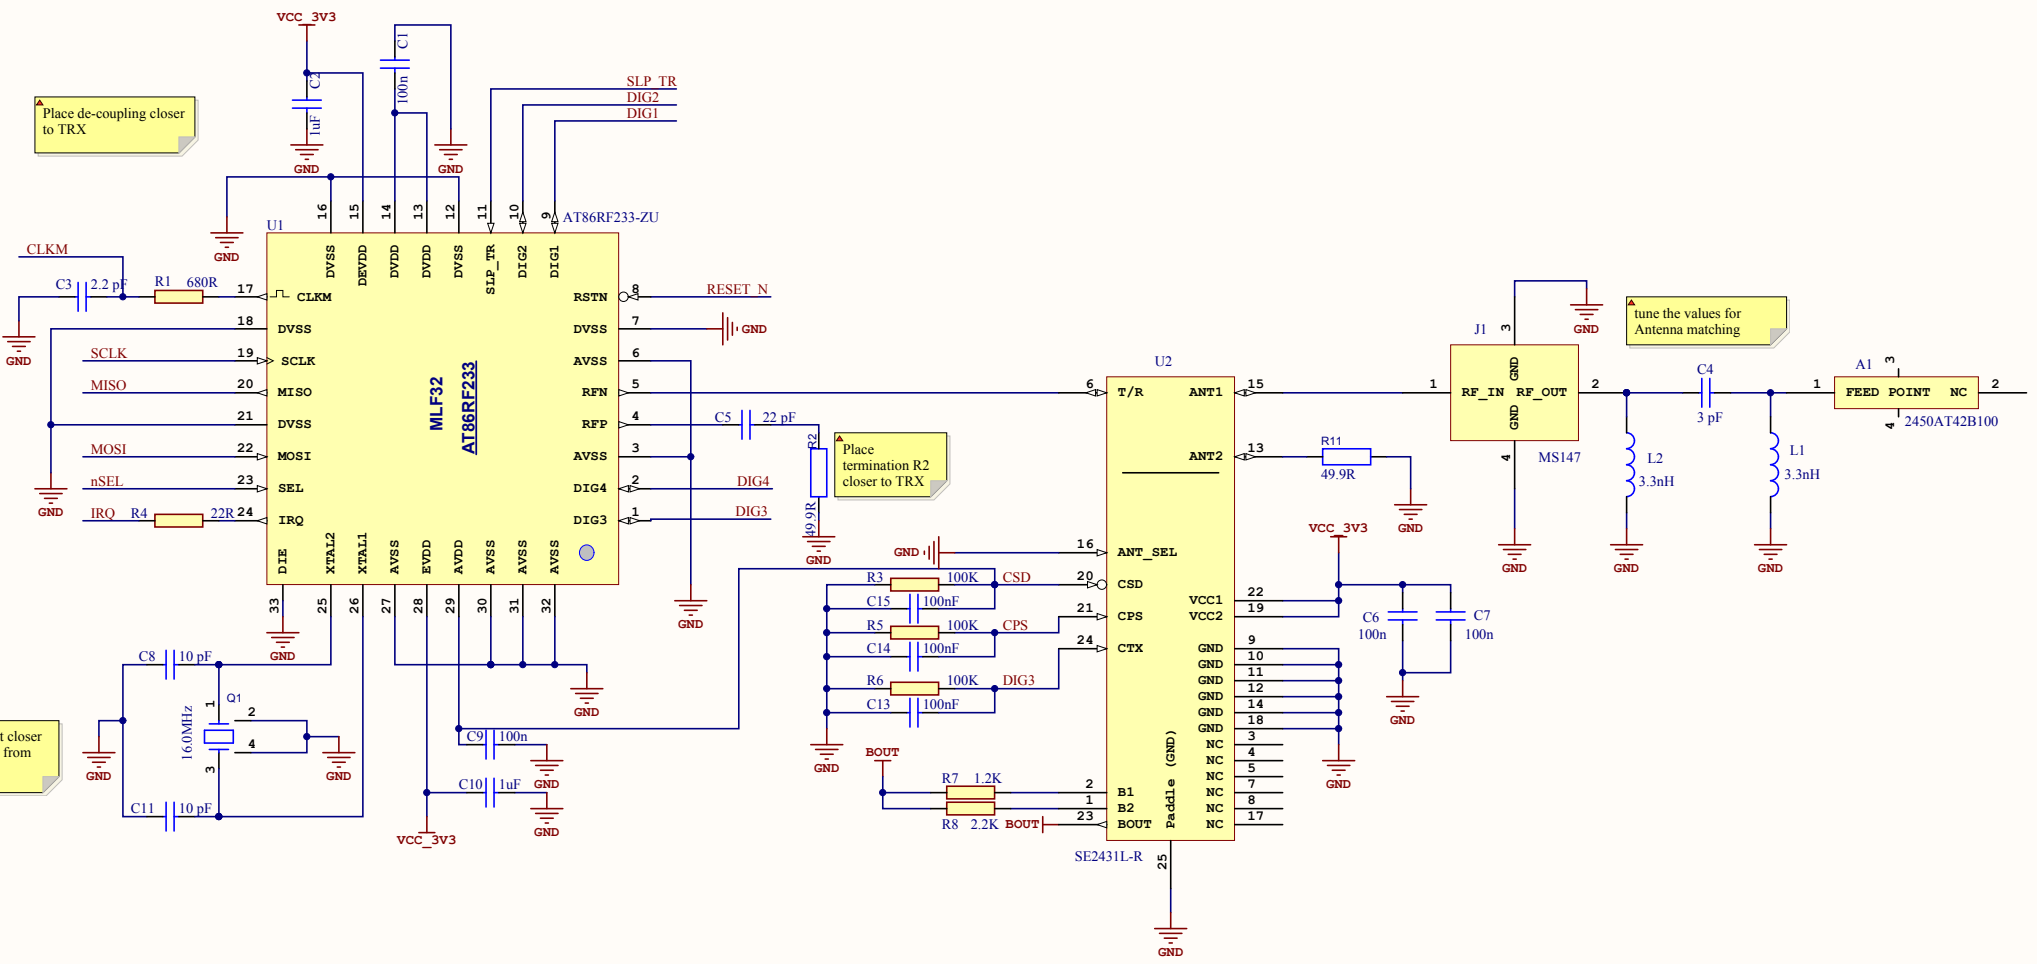 VCC_3V3
C2
1uF
GND
C1
100n
GND
Place de-coupling closer
to TRX
SLP_TR
DIG2
DIG1
GND
U1
AT86RF233-ZU
16
15
14
13
12
11
10
9
DVSS
DEVDD
DVDD
DVDD
DVSS
SLP_TR
DIG2
DIG1
CLKM
C3
2.2 pF
R1
680R
GND
17
CLKM
18
DVSS
SCLK
19
SCLK
MISO
20
MISO
21
DVSS
MOSI
22
MOSI
nSEL
23
SEL
IRQ
R4
22R
24
IRQ
GND
MLF32
AT86RF233
RSTN
8
RESET_N
DVSS
7
GND
AVSS
6
RFN
5
RFP
4
AVSS
3
DIG4
2
DIG4
DIG3
1
DIG3
C5
22 pF
R2
49.9R
GND
Place
termination R2
closer to TRX
DIE
XTAL2
XTAL1
AVSS
EVDD
AVDD
AVSS
AVSS
AVSS
33
25
26
27
28
29
30
31
32
GND
GND
GND
C8
10 pF
Q1
16.0MHz
1
2
4
3
GND
GND
C11
10 pF
t closer
from
C9
100n
GND
C10
1uF
GND
VCC_3V3
U2
6
T/R
ANT1
15
ANT2
13
R11
49.9R
GND
GND
16
ANT_SEL
R3
100K
CSD
20
CSD
C15
100nF
R5
100K
CPS
21
CPS
C14
100nF
24
CTX
R6
100K
DIG3
C13
100nF
GND
BOUT
R7
1.2K
2
B1
1
B2
R8
2.2K
BOUT
23
BOUT
Paddle (GND)
SE2431L-R
25
GND
VCC_3V3
VCC1
22
VCC2
19
C6
100n
C7
100n
GND
GND
9
GND
10
GND
11
GND
12
GND
14
GND
18
NC
3
NC
4
NC
5
NC
7
NC
8
NC
17
GND
J1
3
GND
GND
1
RF_IN
RF_OUT
2
GND
4
MS147
GND
tune the values for
Antenna matching
C4
3 pF
L2
3.3nH
GND
L1
3.3nH
GND
A1
3
1
FEED POINT
NC
2
4
2450AT42B100